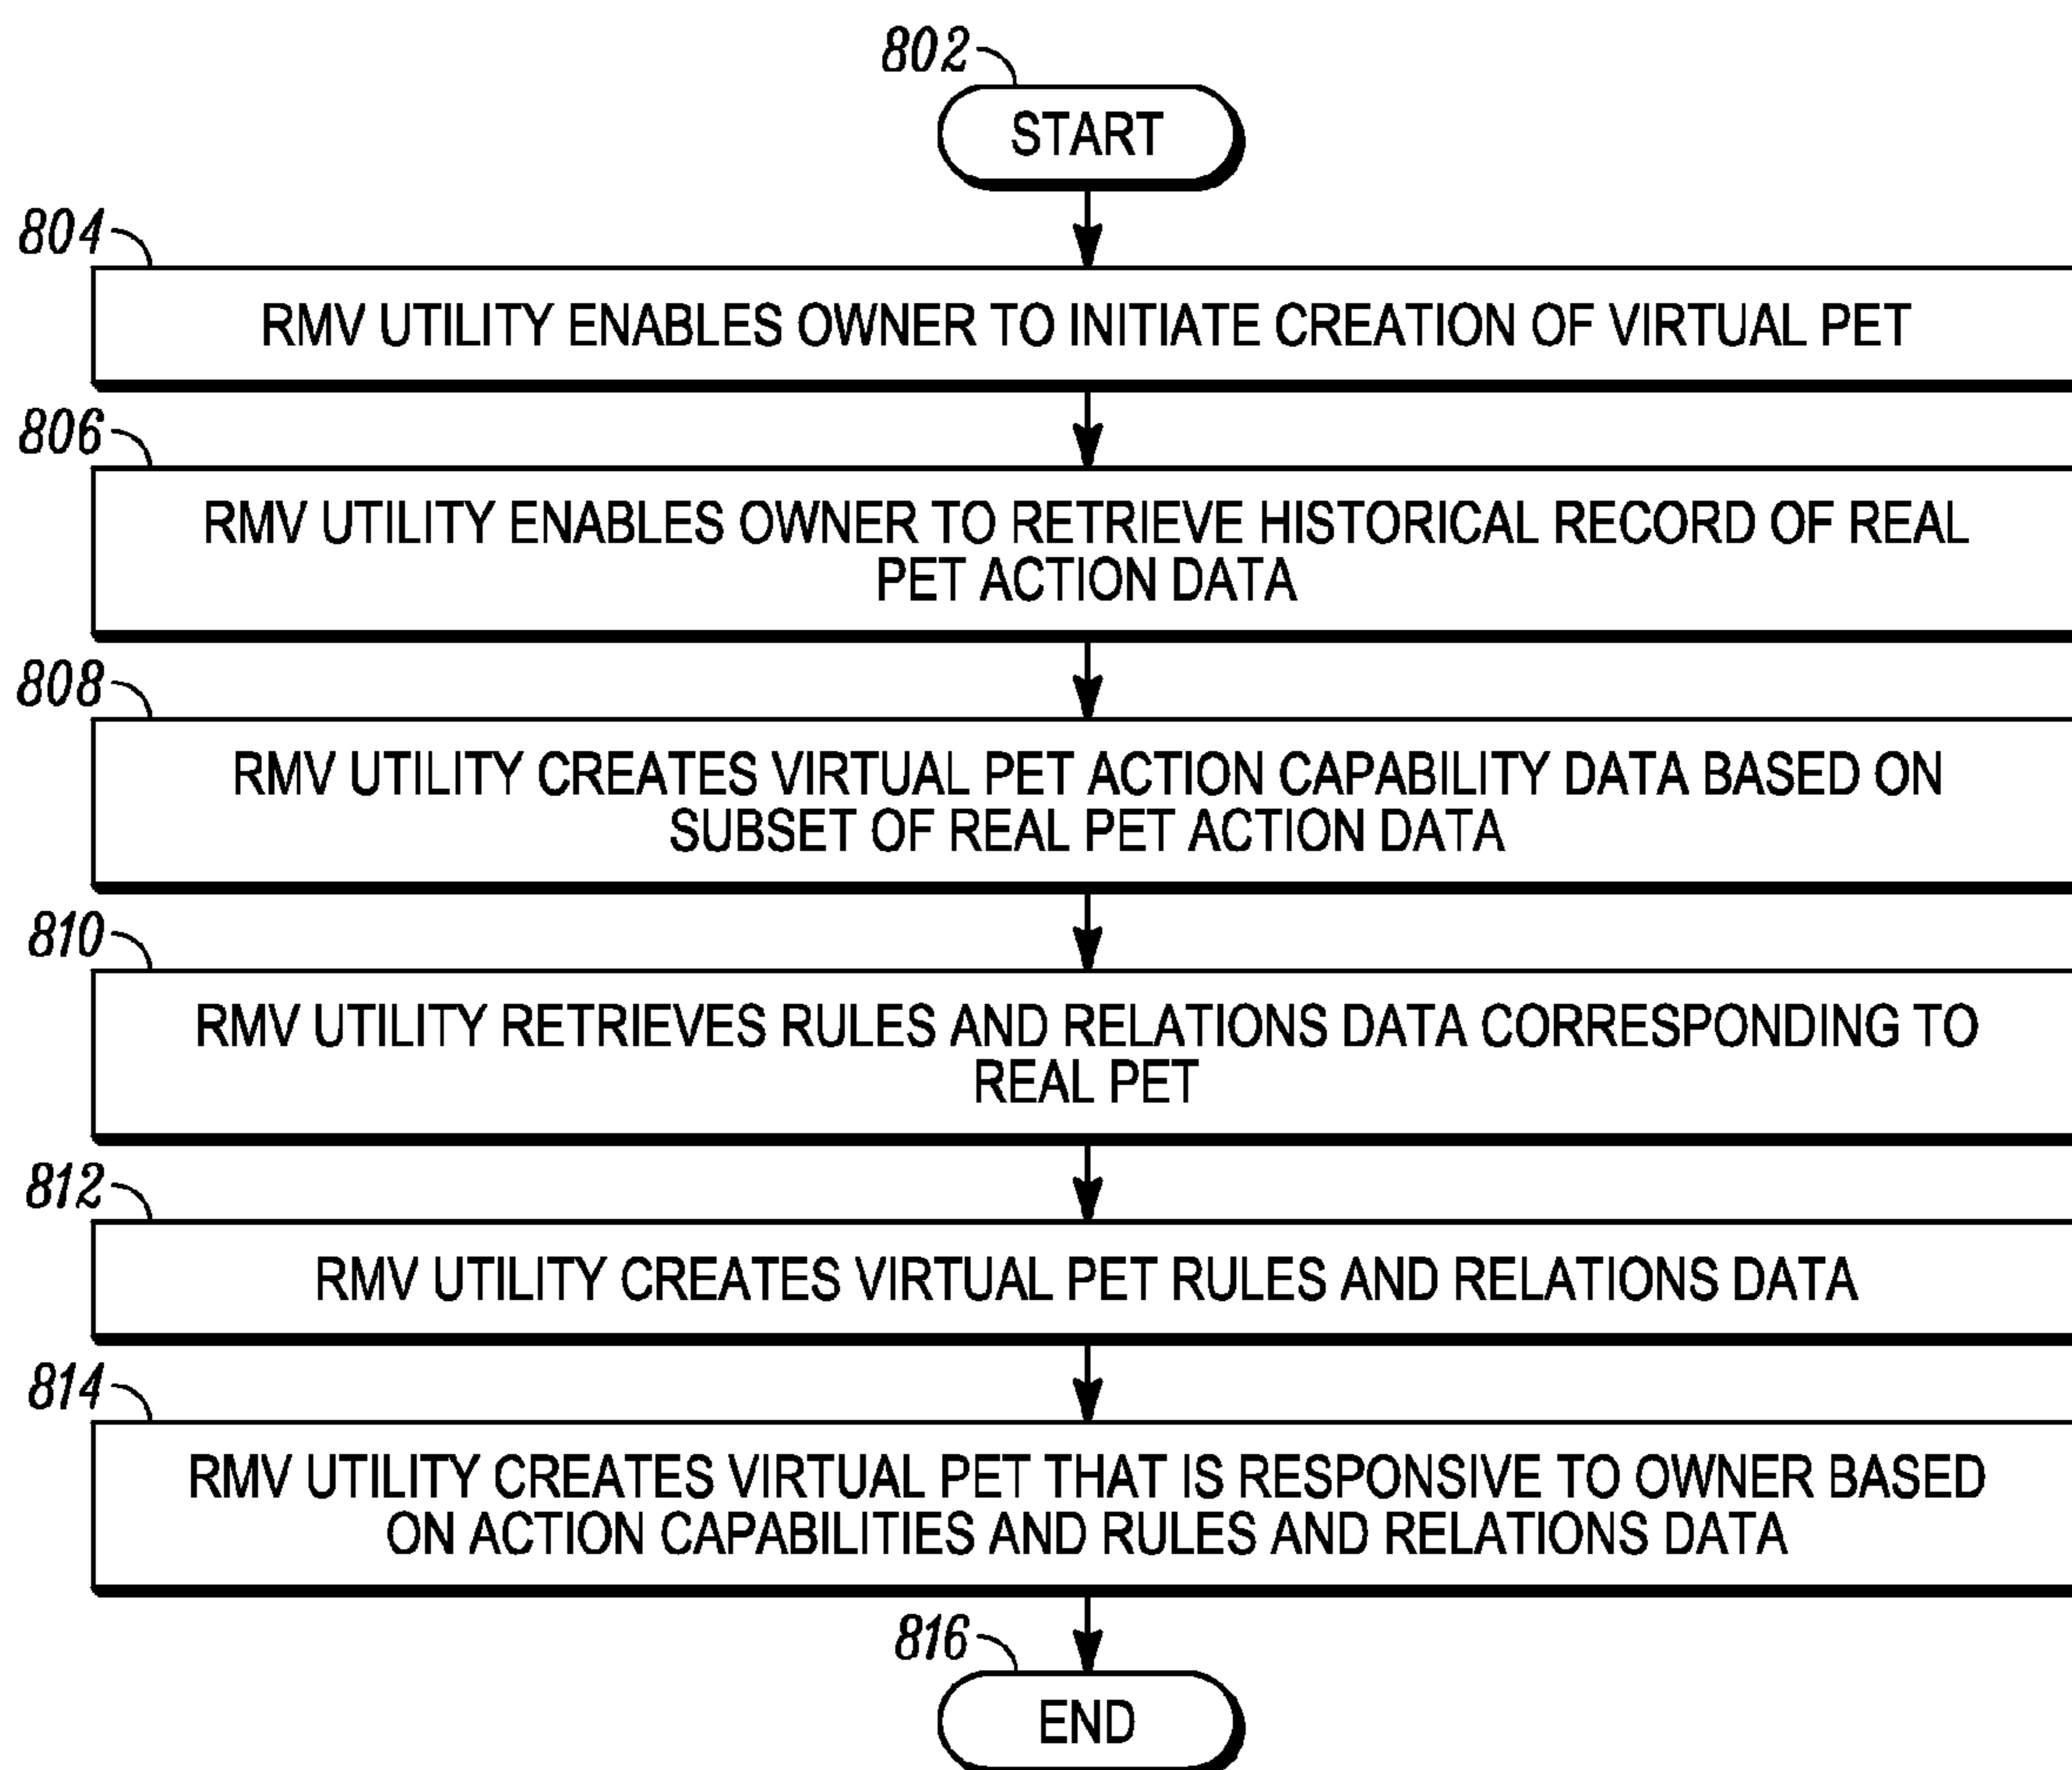 802
START
804
RMV UTILITY ENABLES OWNER TO INITIATE CREATION OF VIRTUAL PET
806
RMV UTILITY ENABLES OWNER TO RETRIEVE HISTORICAL RECORD OF REAL
PET ACTION DATA
808
RMV UTILITY CREATES VIRTUAL PET ACTION CAPABILITY DATA BASED ON
SUBSET OF REAL PET ACTION DATA
810
RMV UTILITY RETRIEVES RULES AND RELATIONS DATA CORRESPONDING TO
REAL PET
812
RMV UTILITY CREATES VIRTUAL PET RULES AND RELATIONS DATA
814
RMV UTILITY CREATES VIRTUAL PET THAT IS RESPONSIVE TO OWNER BASED
ON ACTION CAPABILITIES AND RULES AND RELATIONS DATA
816
END